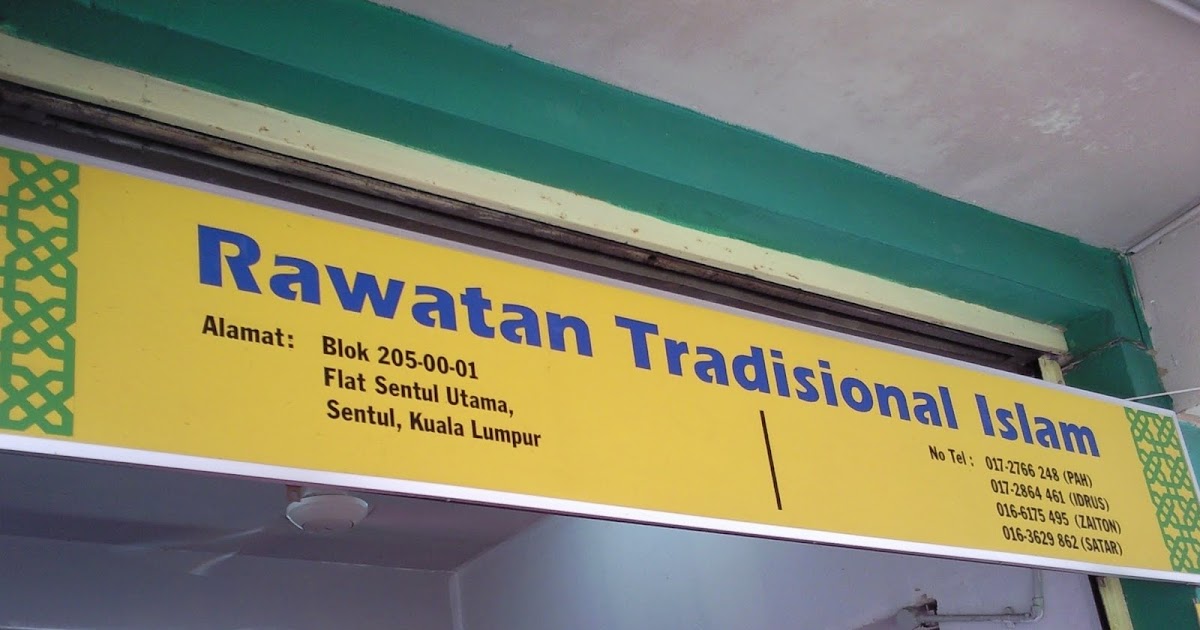 Rawatan Tradisional Islam
Alamat: Blok 205-00-01
Flat Sentul Utama,
Sentul, Kuala Lumpur
No Tel : 017-2766 248 (PAH)
017-2864 461 (IDRUS)
016-6175 495 (ZAITON)
016-3629 862 (SATAR)